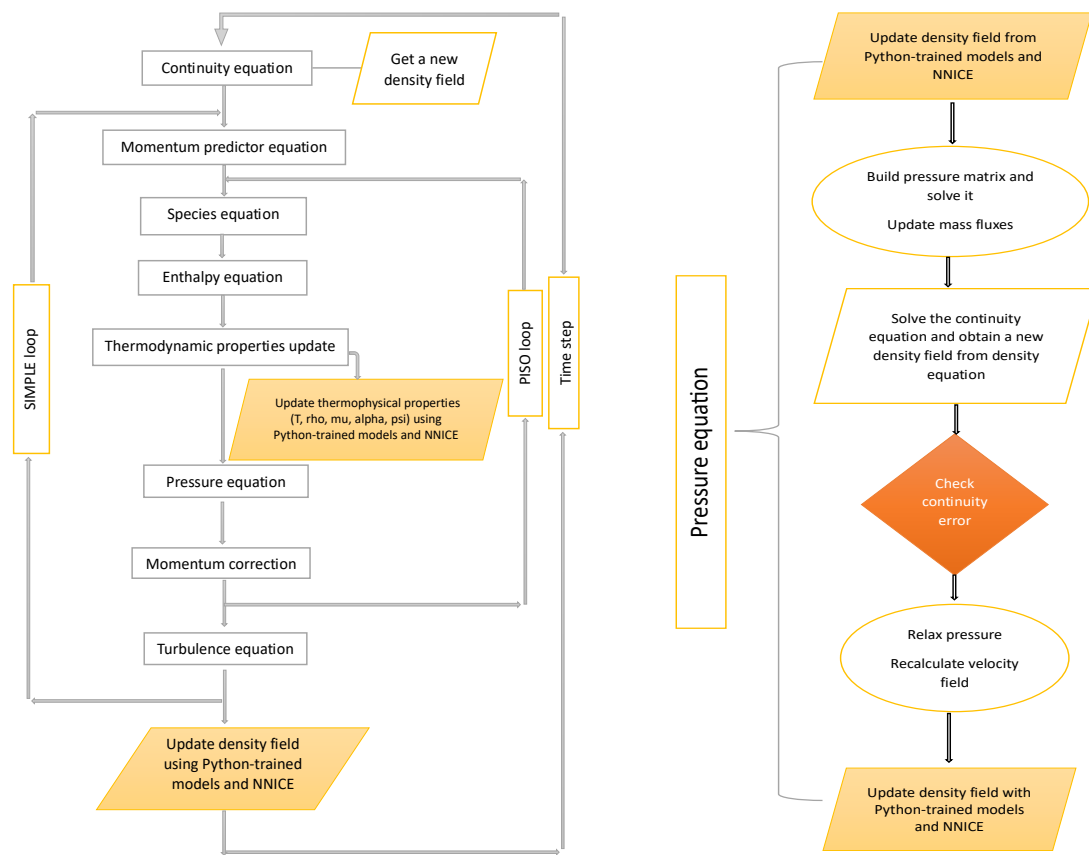 Continuity equation
Get a new
density field
Momentum predictor equation
Species equation
Enthalpy equation
Thermodynamic properties update
Update thermophysical properties
(T, rho, mu, alpha, psi) using
Python-trained models and NNICE
Pressure equation
Momentum correction
Turbulence equation
Update density field
using Python-trained
models and NNICE
SIMPLE loop
PISO loop
Time step
Pressure equation
Update density field from
Python-trained models and
NNICE
Build pressure matrix and
solve it
Update mass fluxes
Solve the continuity
equation and obtain a new
density field from density
equation
Check
continuity
error
Relax pressure
Recalculate velocity
field
Update density field with
Python-trained models
and NNICE